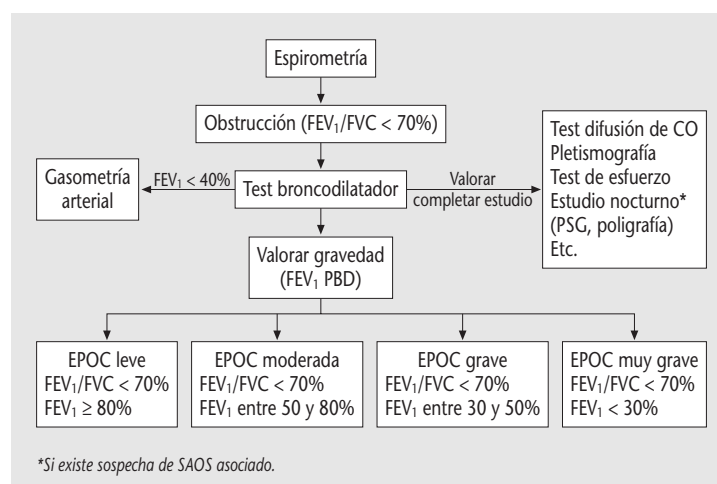 Espirometría
Obstrucción (FEV₁/FVC < 70%)
Gasometría
arterial
FEV₁ < 40%
Test broncodilatador
Valorar
completar estudio
Test difusión de CO
Pletismografía
Test de esfuerzo
Estudio nocturno*
(PSG, poligrafía)
Etc.
Valorar gravedad
(FEV₁ PBD)
EPOC leve
FEV₁/FVC < 70%
FEV₁ ≥ 80%
EPOC moderada
FEV₁/FVC < 70%
FEV₁ entre 50 y 80%
EPOC grave
FEV₁/FVC < 70%
FEV₁ entre 30 y 50%
EPOC muy grave
FEV₁/FVC < 70%
FEV₁ < 30%
*Si existe sospecha de SAOS asociado.